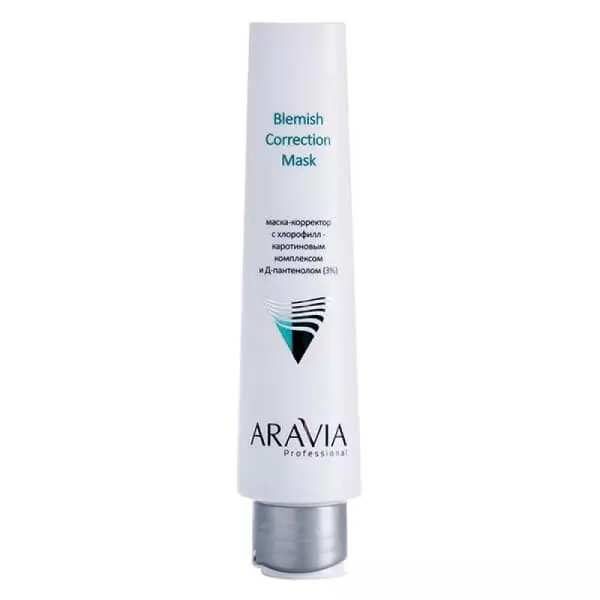 Blemish
Correction
Mask
маска-корректор
с хлорофилл -
каротиновым
комплексом
и Д-пантенолом (3%)
ARAVIA
Professional